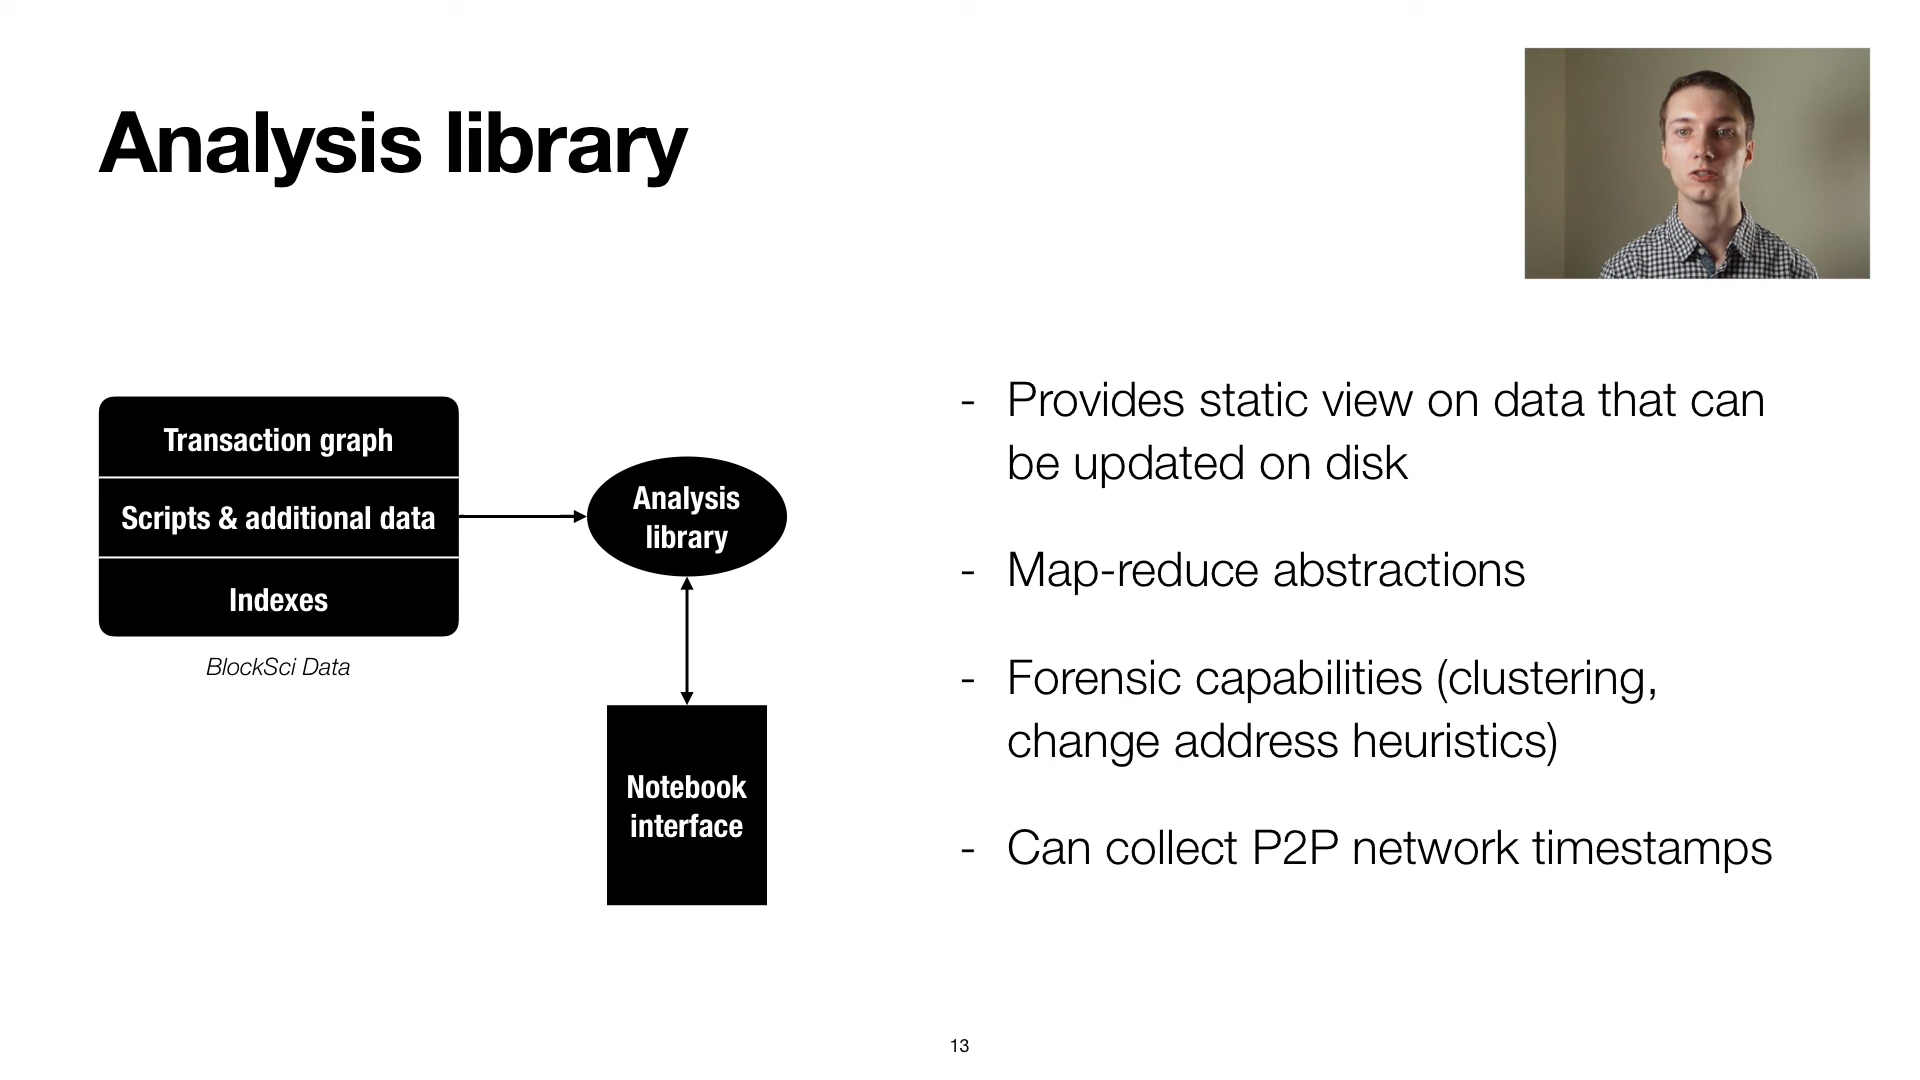 Analysis library
Transaction graph
Scripts & additional data
Indexes
BlockSci Data
Analysis
library
Notebook
interface
- Provides static view on data that can
be updated on disk
- Map-reduce abstractions
- Forensic capabilities (clustering,
change address heuristics)
- Can collect P2P network timestamps
13